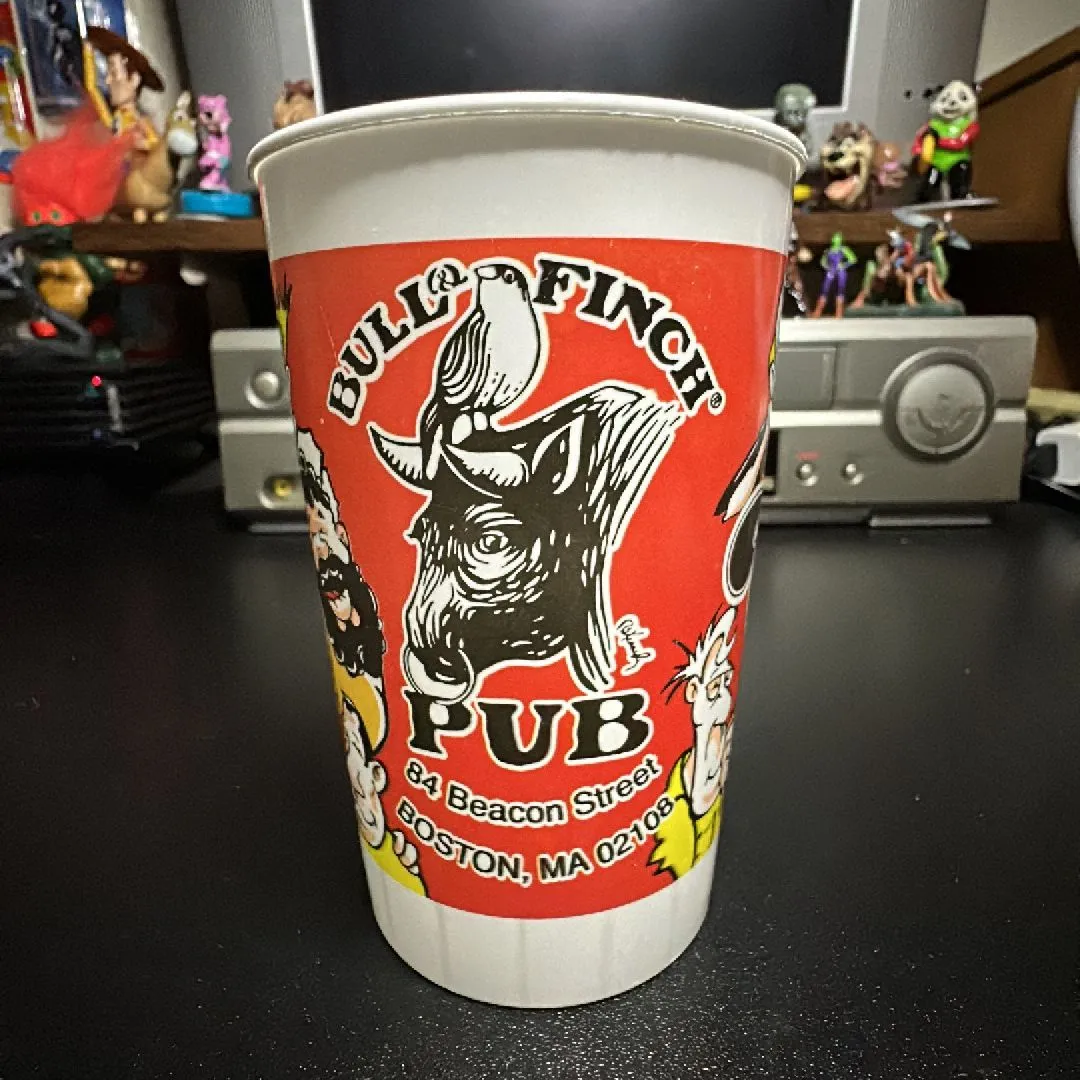 BULL & FINCH®
PUB
84 Beacon Street
BOSTON, MA 02108